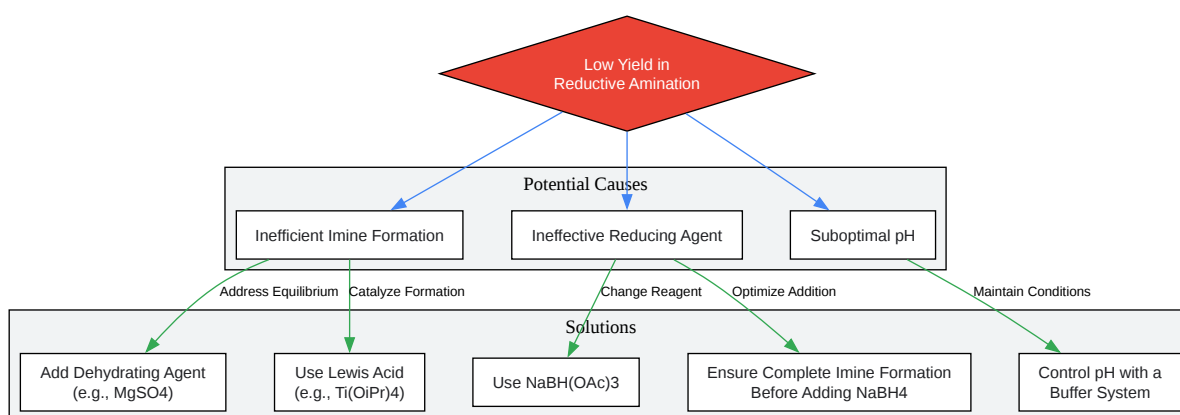 Low Yield in
Reductive Amination
Potential Causes
Inefficient Imine Formation
Ineffective Reducing Agent
Suboptimal pH
Address Equilibrium
Catalyze Formation
Change Reagent
Optimize Addition
Maintain Conditions
Solutions
Add Dehydrating Agent
(e.g., MgSO4)
Use Lewis Acid
(e.g., Ti(OiPr)4)
Use NaBH(OAc)3
Ensure Complete Imine Formation
Before Adding NaBH4
Control pH with a
Buffer System